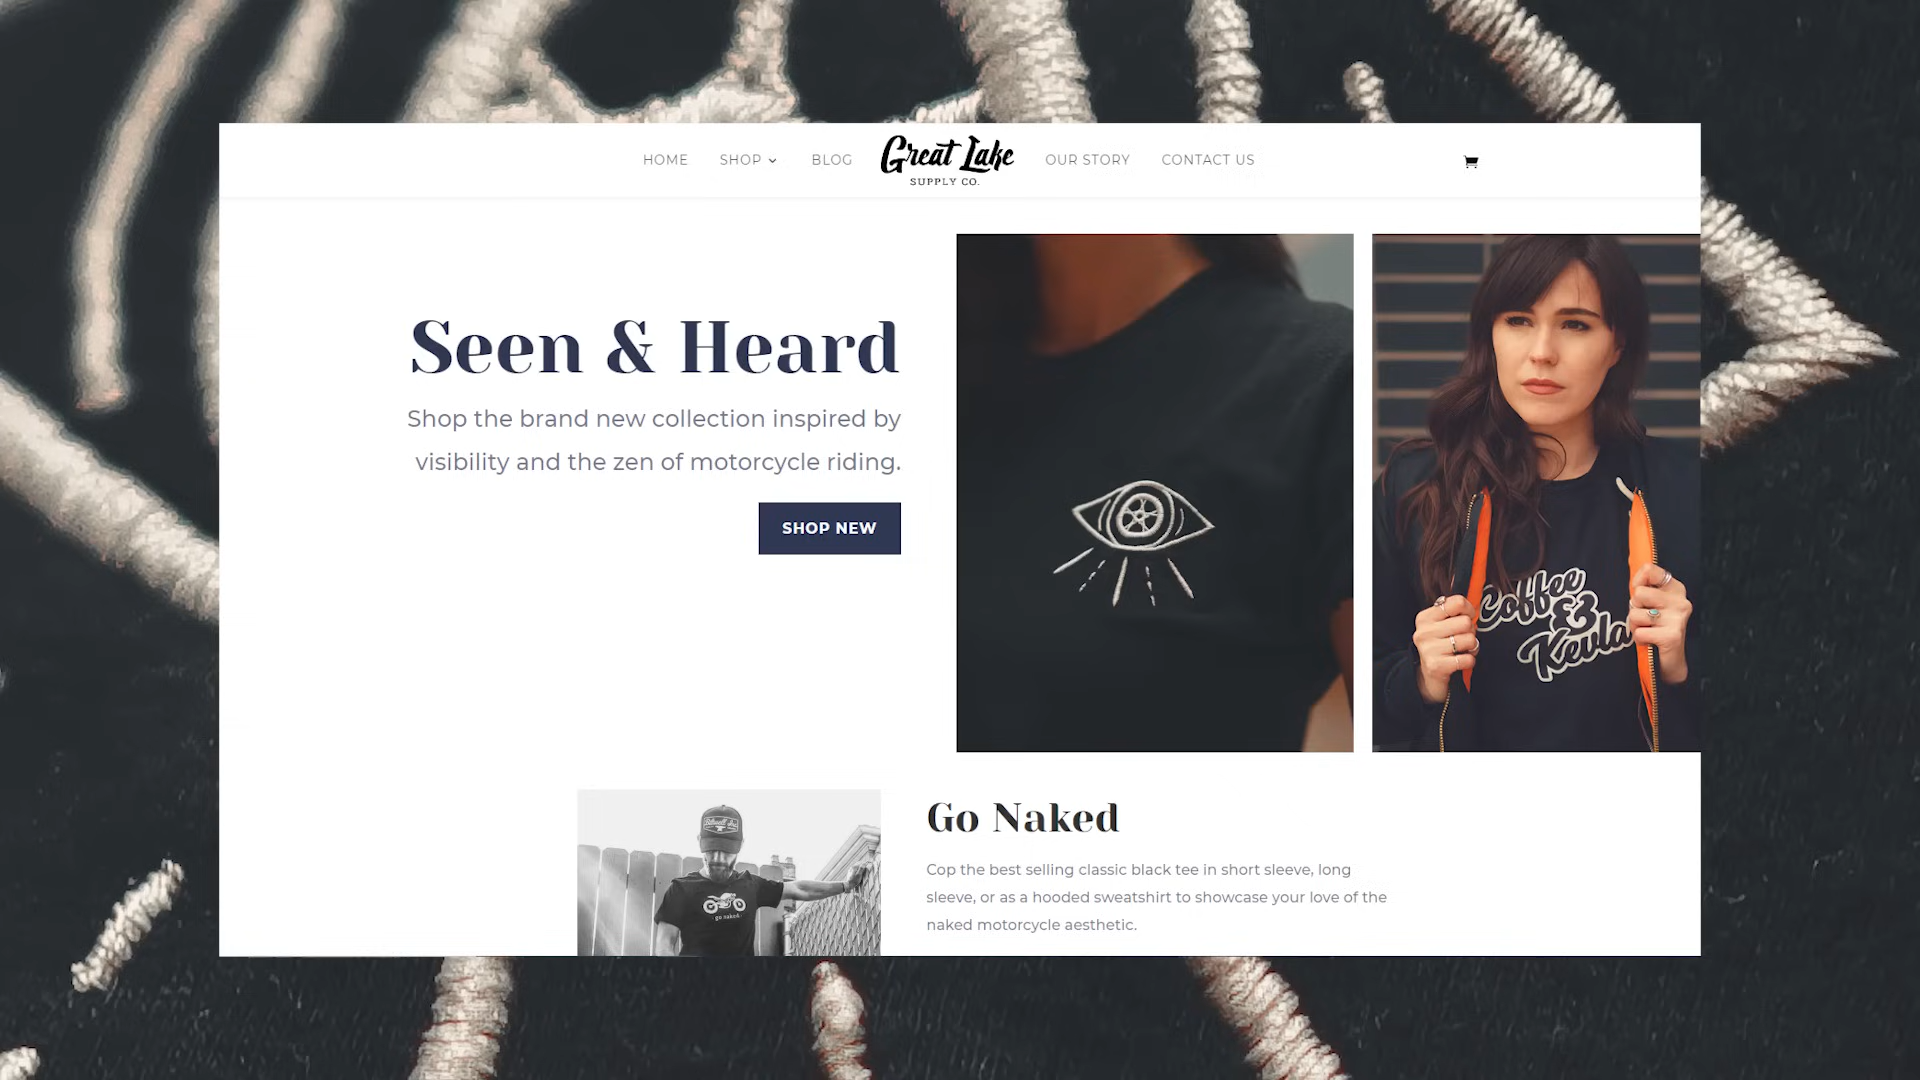 HOME
SHOP
BLOG
Great Lake
SUPPLY CO.
OUR STORY
CONTACT US
Seen & Heard
Shop the brand new collection inspired by
visibility and the zen of motorcycle riding.
SHOP NEW
Coffee
&
Go Naked
Cop the best selling classic black tee in short sleeve, long
sleeve, or as a hooded sweatshirt to showcase your love of the
naked motorcycle aesthetic.
go naked.